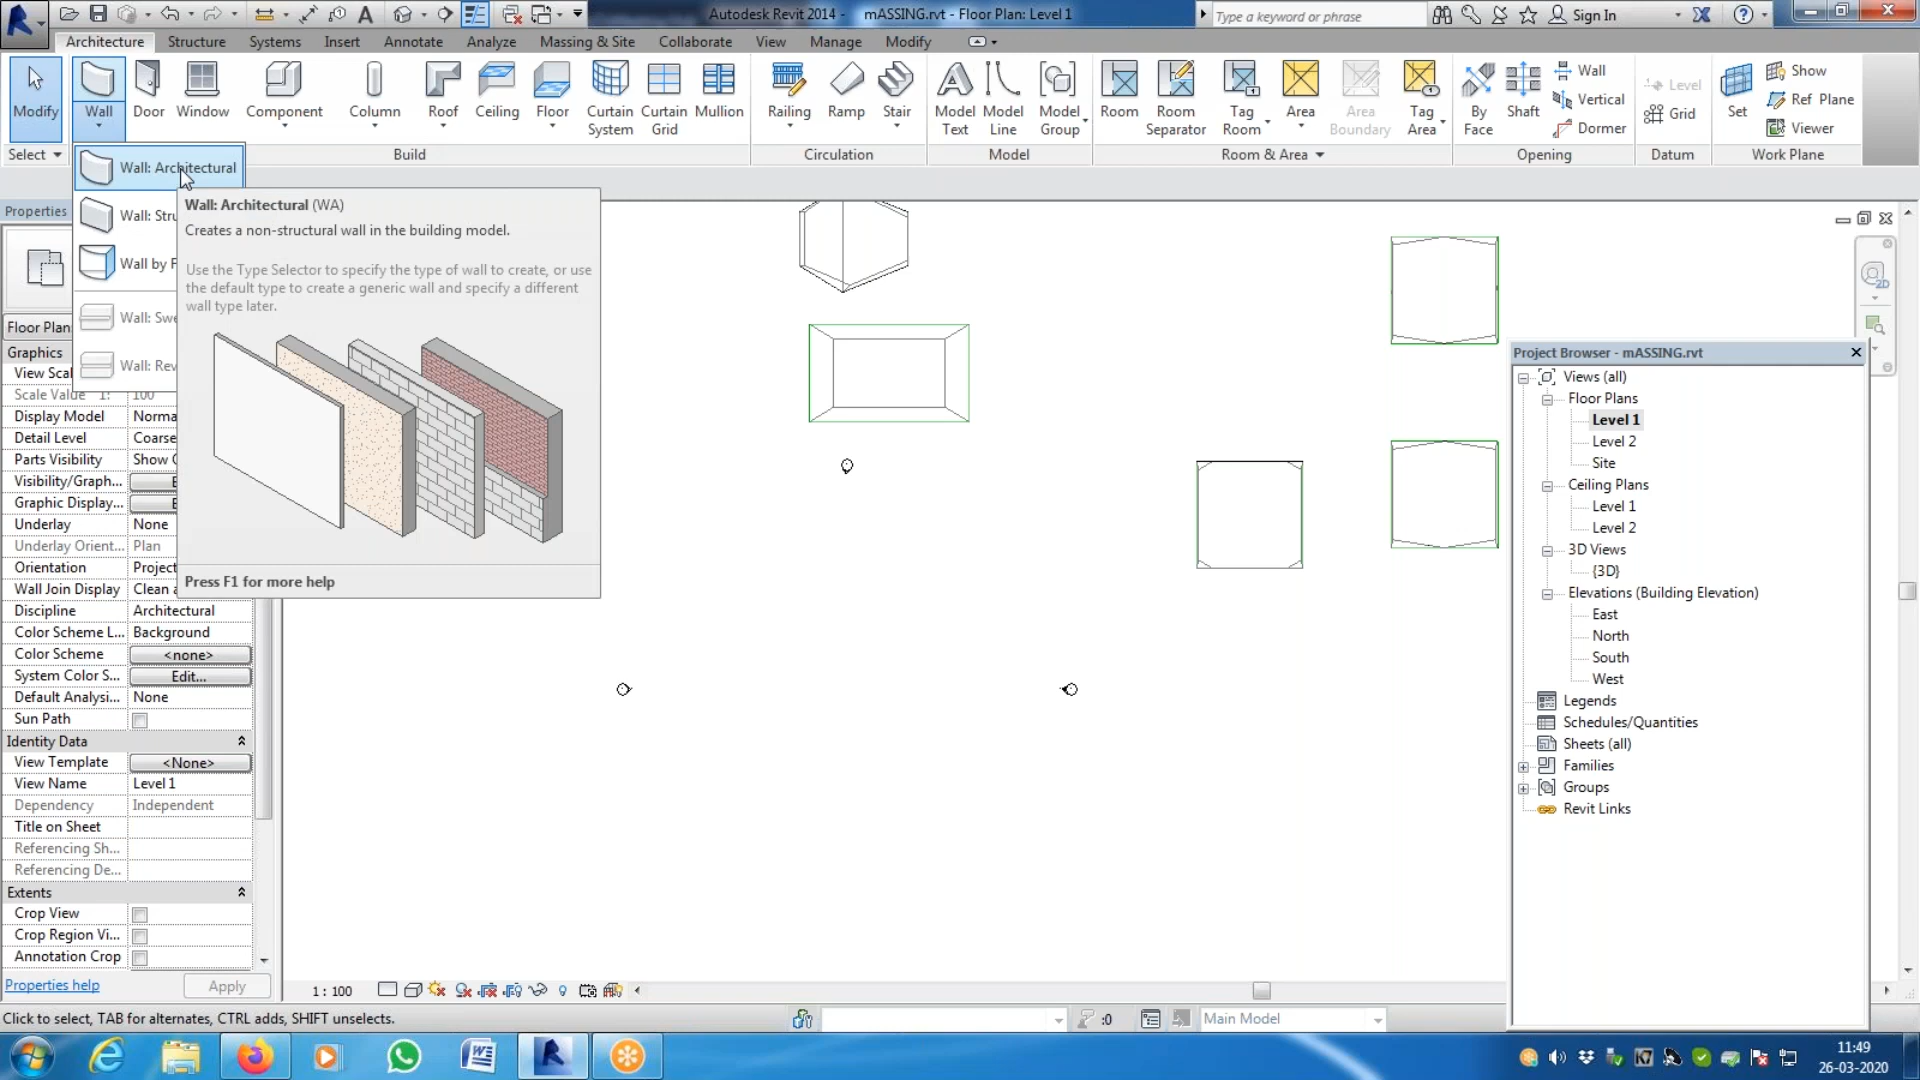 Autodesk Revit 2014 - mASSING.rvt - Floor Plan: Level 1
Type a keyword or phrase
Sign In
Architecture Structure Systems Insert Annotate Analyze Massing & Site Collaborate View Manage Modify
Modify Wall Door Window Component Column Roof Ceiling Floor Curtain System Curtain Grid Mullion Railing Ramp Stair Model Text Model Line Model Group Room Room Separator Tag Room Area Area Boundary Tag Area By Face Shaft Wall Vertical Dormer Level Grid Set Show Ref Plane Viewer
Select Build Circulation Model Room & Area Opening Datum Work Plane
Wall: Architectural
Wall: Stru
Wall by F
Wall: Swe
Wall: Rev
Wall: Architectural (WA)
Creates a non-structural wall in the building model.
Use the Type Selector to specify the type of wall to create, or use
the default type to create a generic wall and specify a different
wall type later.
Press F1 for more help
Properties
Floor Plan:
Graphics
View Scal
Scale Value 1: 100
Display Model Norma
Detail Level Coarse
Parts Visibility Show O
Visibility/Graph... E
Graphic Display... E
Underlay None
Underlay Orient... Plan
Orientation Project
Wall Join Display Clean a
Discipline Architectural
Color Scheme L... Background
Color Scheme <none>
System Color S... Edit...
Default Analysi... None
Sun Path
Identity Data
View Template <None>
View Name Level 1
Dependency Independent
Title on Sheet
Referencing Sh...
Referencing De...
Extents
Crop View
Crop Region Vi...
Annotation Crop
Properties help Apply
2D
Project Browser - mASSING.rvt
Views (all)
Floor Plans
Level 1
Level 2
Site
Ceiling Plans
Level 1
Level 2
3D Views
{3D}
Elevations (Building Elevation)
East
North
South
West
Legends
Schedules/Quantities
Sheets (all)
Families
Groups
Revit Links
1 : 100
Click to select, TAB for alternates, CTRL adds, SHIFT unselects.
:0
Main Model
11:49
26-03-2020